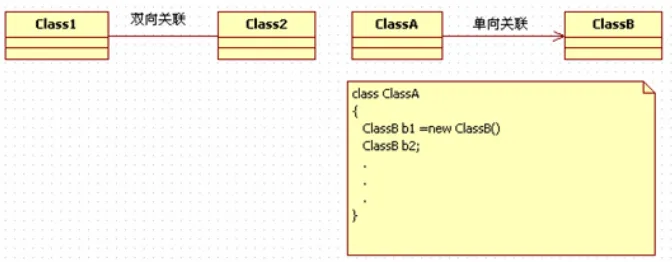 Class1 双向关联 Class2
ClassA 单向关联 ClassB
class ClassA
{
ClassB b1 =new ClassB()
ClassB b2;
.
.
.
}